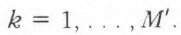 k = 1, . . . , M′.